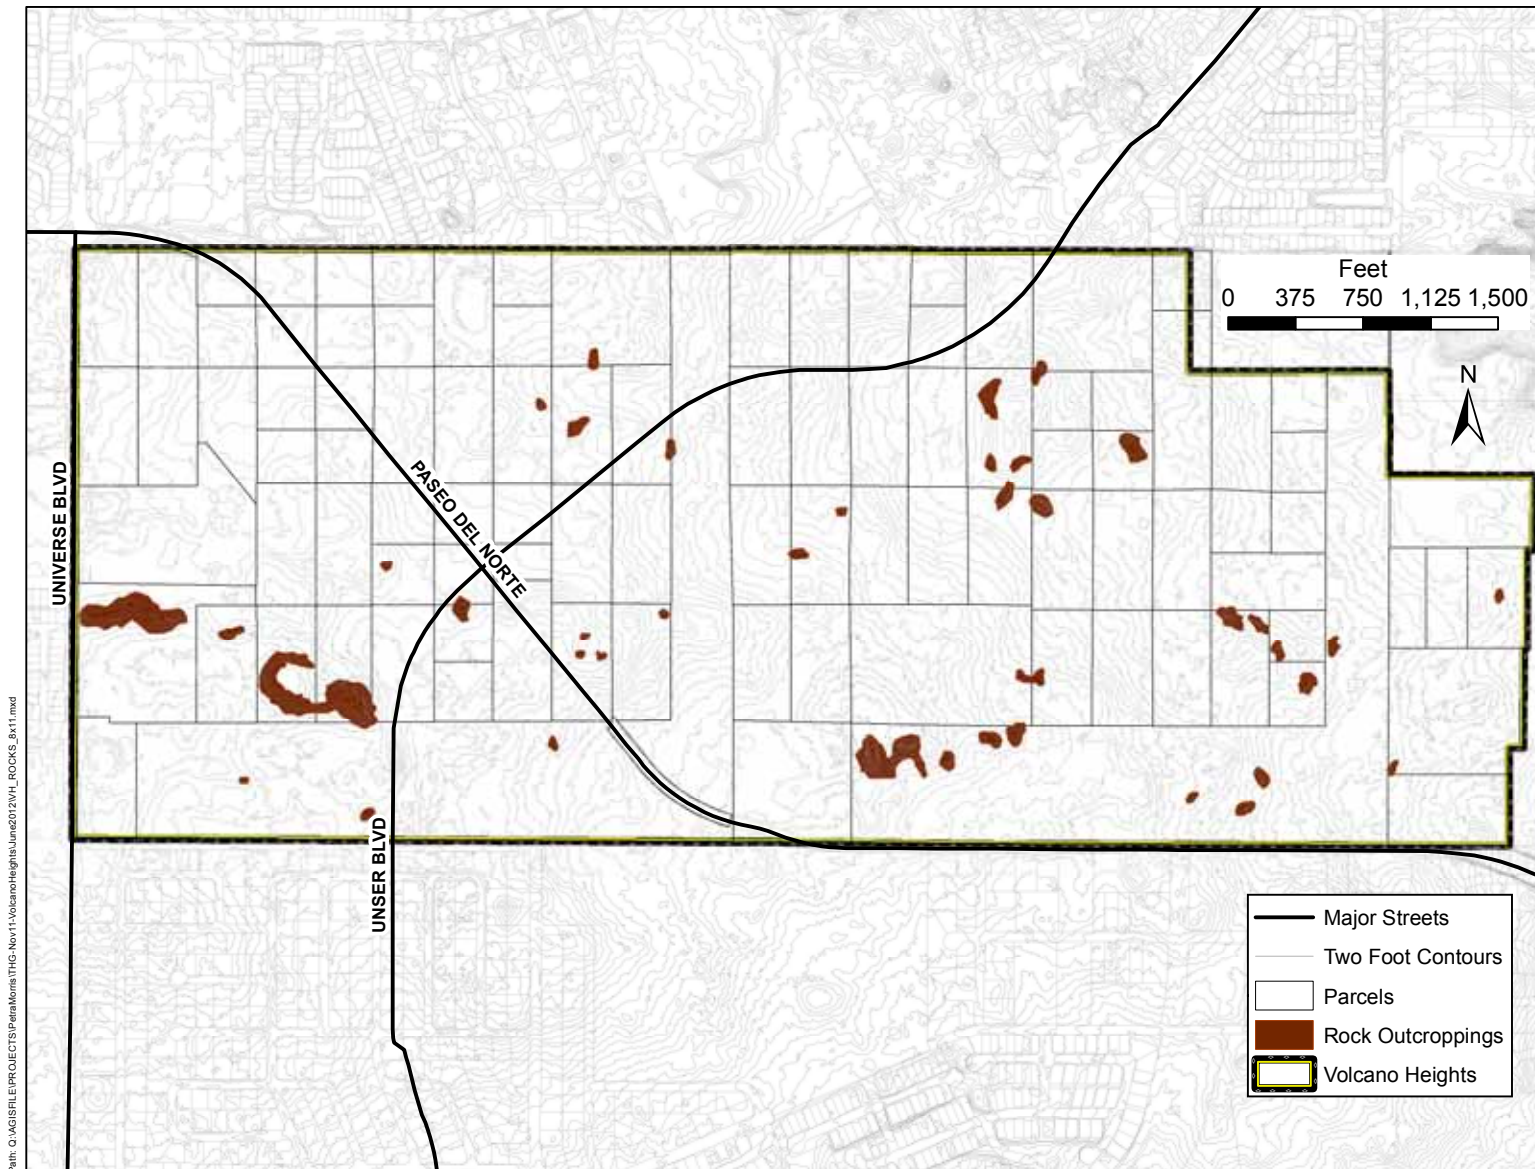 Feet
0 375 750 1,125 1,500
N
UNIVERSE BLVD
PASEO DEL NORTE
UNSER BLVD
Major Streets
Two Foot Contours
Parcels
Rock Outcroppings
Volcano Heights
Path: Q:\AGISFILE\PROJECTS\PetraMorris\THG-Nov11-VolcanoHeights\June2012\VH_ROCKS_8x11.mxd